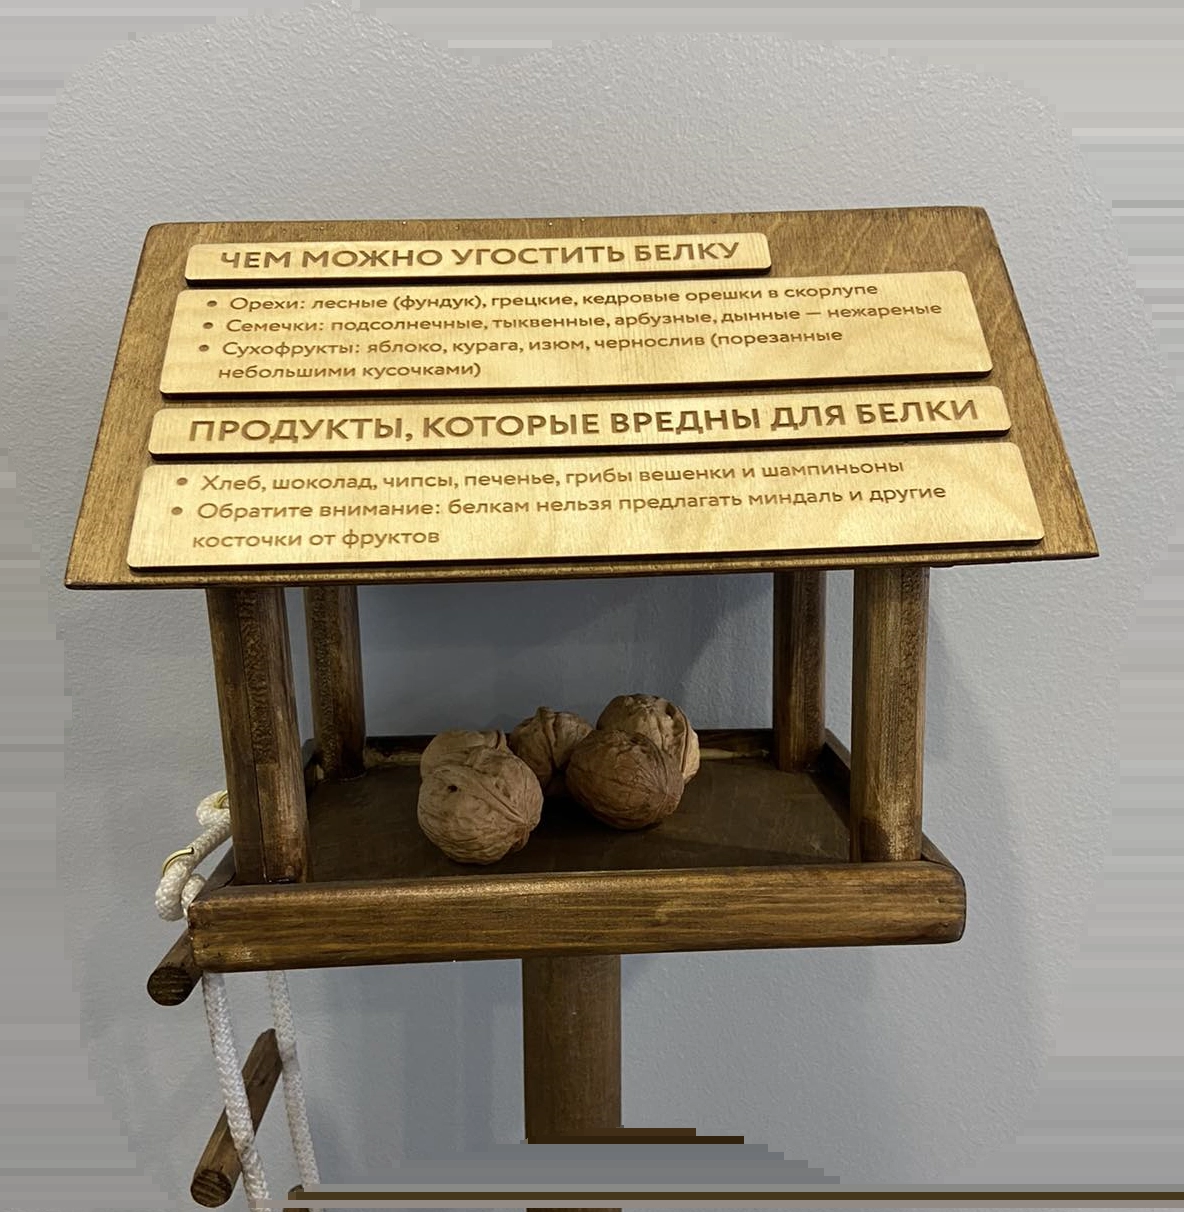 ЧЕМ МОЖНО УГОСТИТЬ БЕЛКУ
• Орехи: лесные (фундук), грецкие, кедровые орешки в скорлупе
• Семечки: подсолнечные, тыквенные, арбузные, дынные — нежареные
• Сухофрукты: яблоко, курага, изюм, чернослив (порезанные
небольшими кусочками)
ПРОДУКТЫ, КОТОРЫЕ ВРЕДНЫ ДЛЯ БЕЛКИ
• Хлеб, шоколад, чипсы, печенье, грибы вешенки и шампиньоны
• Обратите внимание: белкам нельзя предлагать миндаль и другие
косточки от фруктов